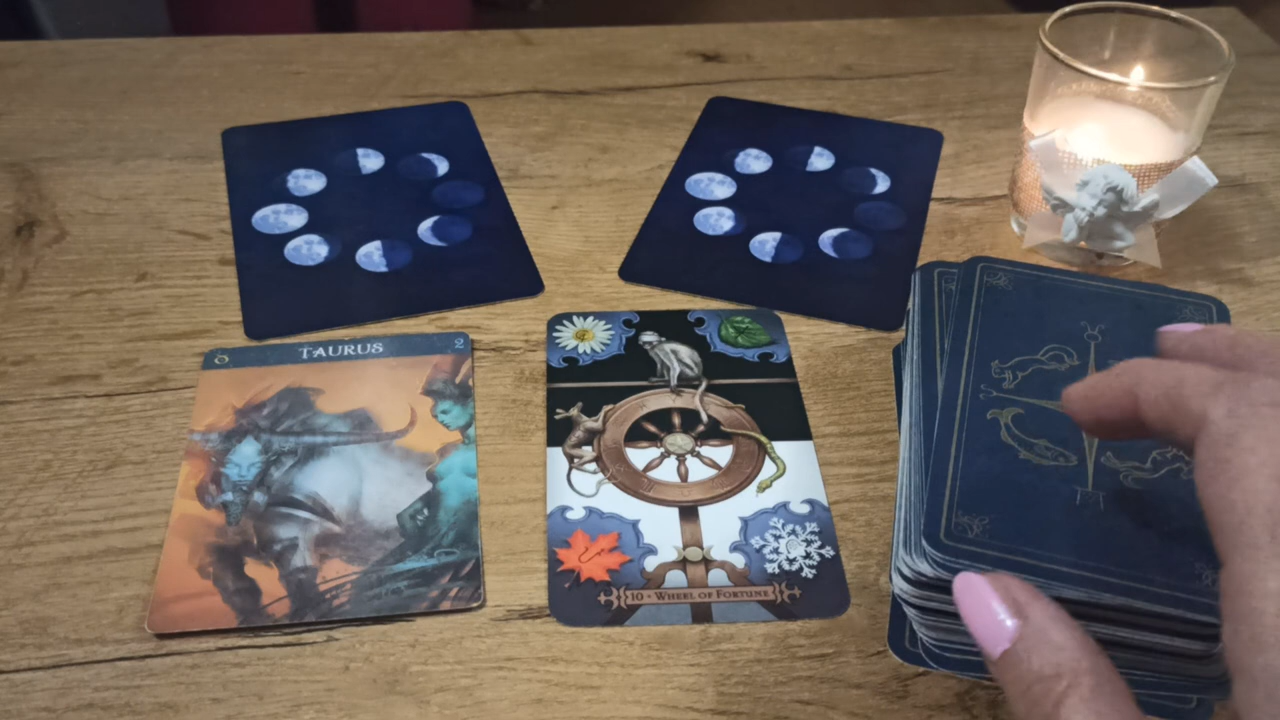 ♉ TAURUS 2
10 • WHEEL OF FORTUNE